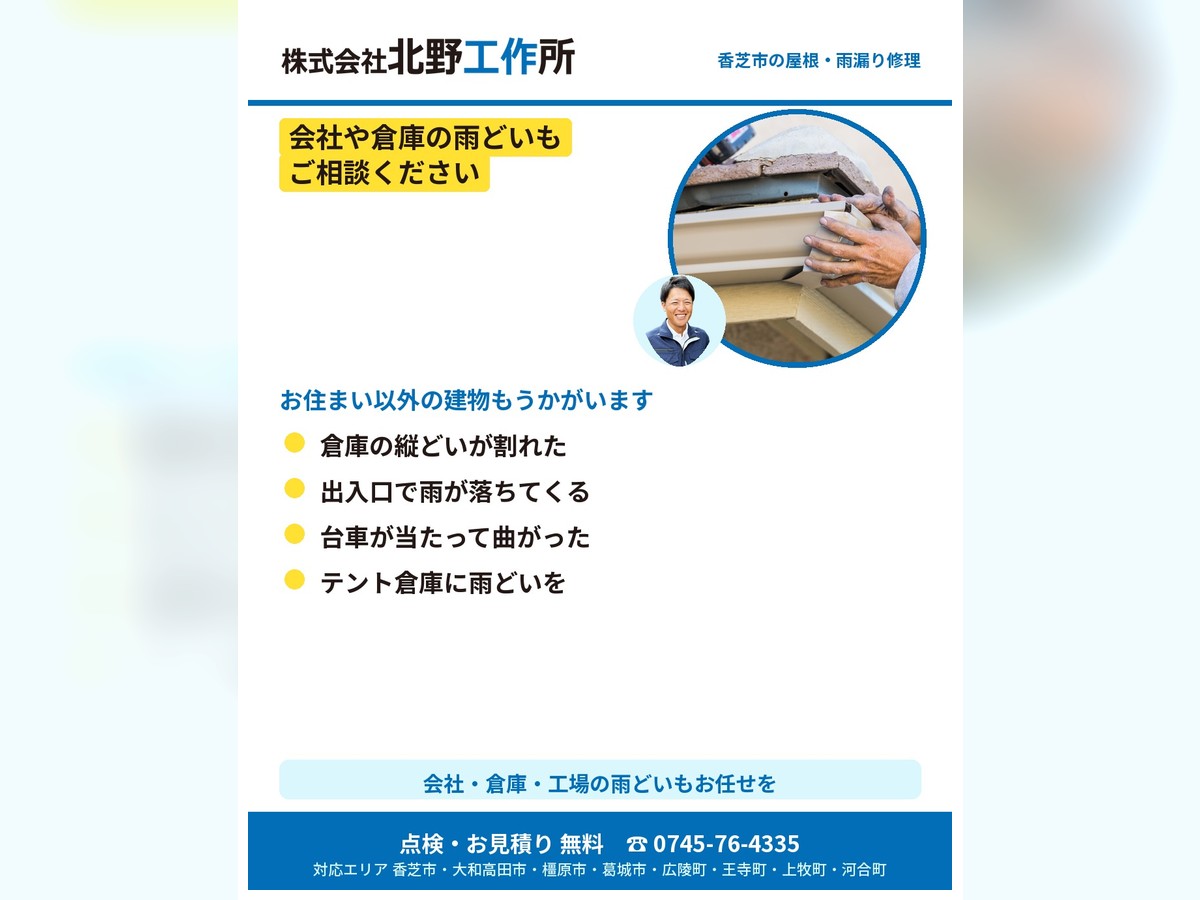 株式会社北野工作所
香芝市の屋根・雨漏り修理
会社や倉庫の雨どいも
ご相談ください
お住まい以外の建物もうかがいます
倉庫の縦どいが割れた
出入口で雨が落ちてくる
台車が当たって曲がった
テント倉庫に雨どいを
会社・倉庫・工場の雨どいもお任せを
点検・お見積り 無料 ☎ 0745-76-4335
対応エリア 香芝市・大和高田市・橿原市・葛城市・広陵町・王寺町・上牧町・河合町